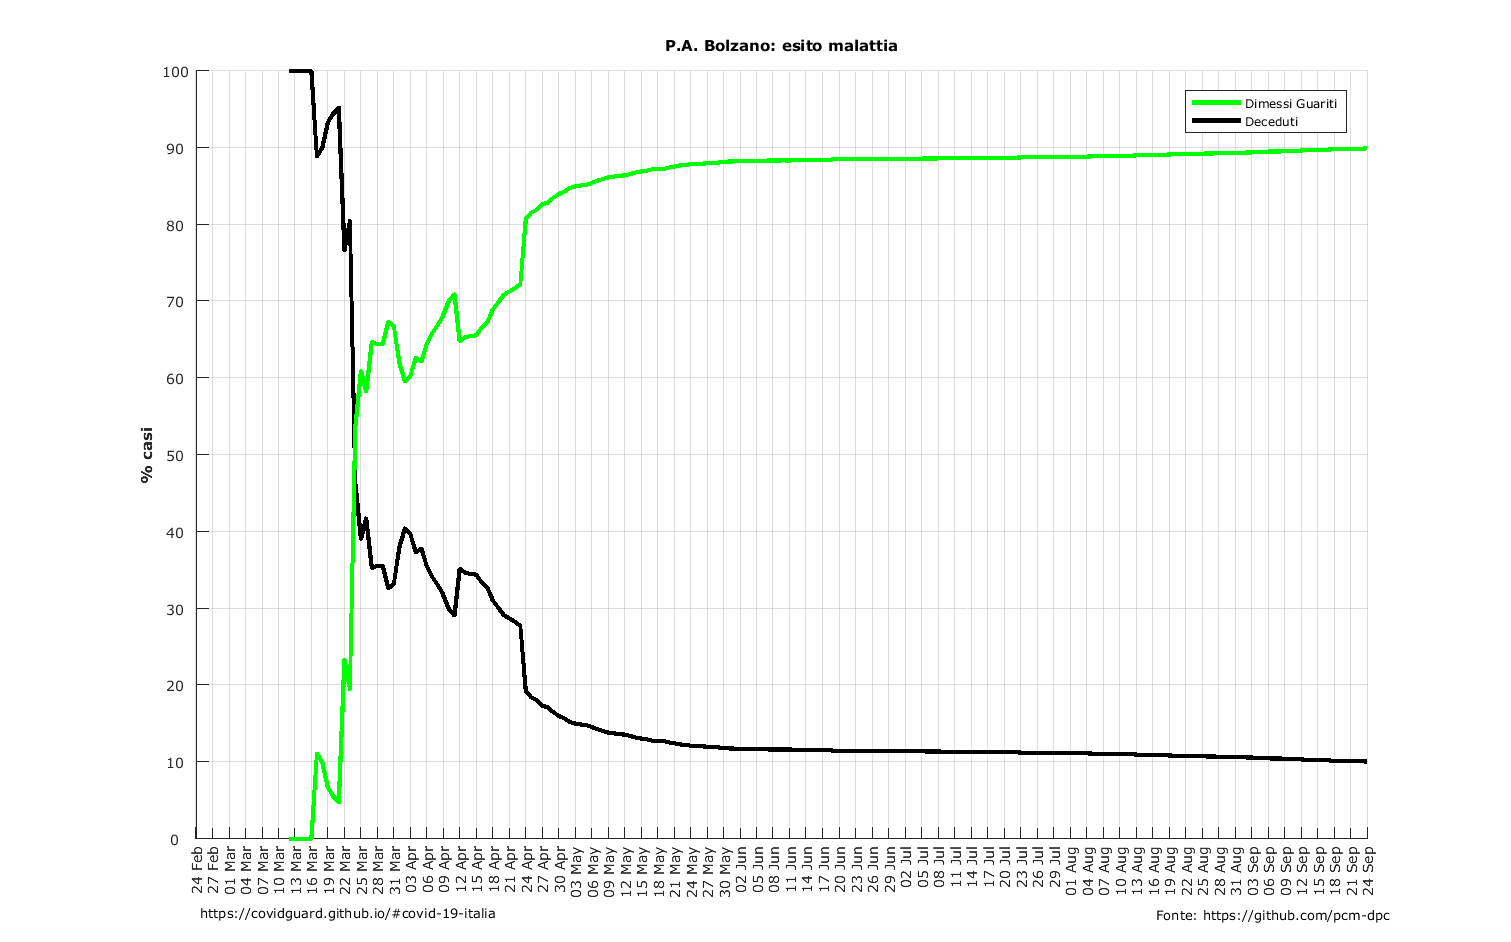 P.A. Bolzano: esito malattia
Dimessi Guariti
Deceduti
% casi
100
90
80
70
60
50
40
30
20
10
0
24 Feb
27 Feb
01 Mar
04 Mar
07 Mar
10 Mar
13 Mar
16 Mar
19 Mar
22 Mar
25 Mar
28 Mar
31 Mar
03 Apr
06 Apr
09 Apr
12 Apr
15 Apr
18 Apr
21 Apr
24 Apr
27 Apr
30 Apr
03 May
06 May
09 May
12 May
15 May
18 May
21 May
24 May
27 May
30 May
02 Jun
05 Jun
08 Jun
11 Jun
14 Jun
17 Jun
20 Jun
23 Jun
26 Jun
29 Jun
02 Jul
05 Jul
08 Jul
11 Jul
14 Jul
17 Jul
20 Jul
23 Jul
26 Jul
29 Jul
01 Aug
04 Aug
07 Aug
10 Aug
13 Aug
16 Aug
19 Aug
22 Aug
25 Aug
28 Aug
31 Aug
03 Sep
06 Sep
09 Sep
12 Sep
15 Sep
18 Sep
21 Sep
24 Sep
https://covidguard.github.io/#covid-19-italia
Fonte: https://github.com/pcm-dpc